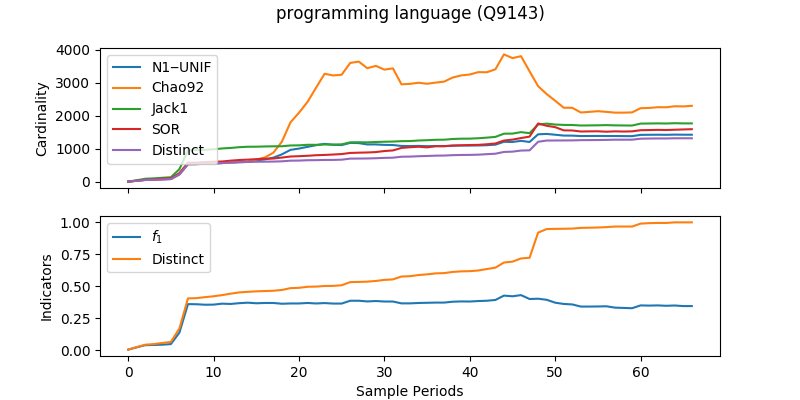 programming language (Q9143)
Cardinality
4000
3000
2000
1000
0
N1−UNIF
Chao92
Jack1
SOR
Distinct
Indicators
1.00
0.75
0.50
0.25
0.00
f₁
Distinct
0 10 20 30 40 50 60
Sample Periods